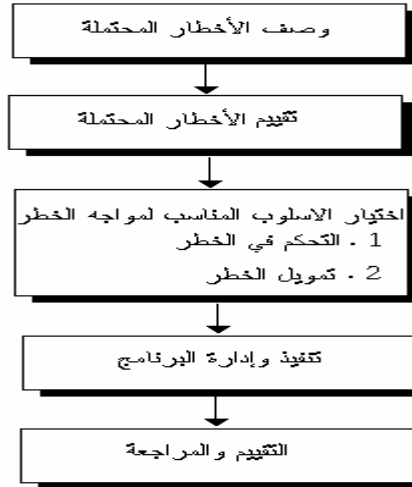 وصف الأخطار المحتملة
تقييم الأخطار المحتملة
اختيار الاسلوب المناسب لمواجه الخطر
1 . التحكم في الخطر
2 . تمويل الخطر
تنفيذ وإدارة البرنامج
التقييم والمراجعة